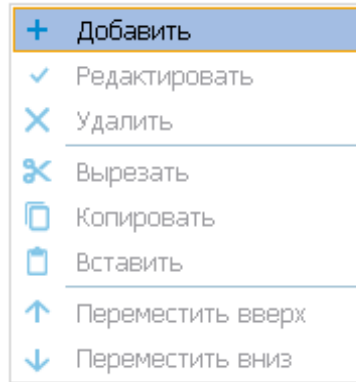 Добавить
Редактировать
Удалить
Вырезать
Копировать
Вставить
Переместить вверх
Переместить вниз